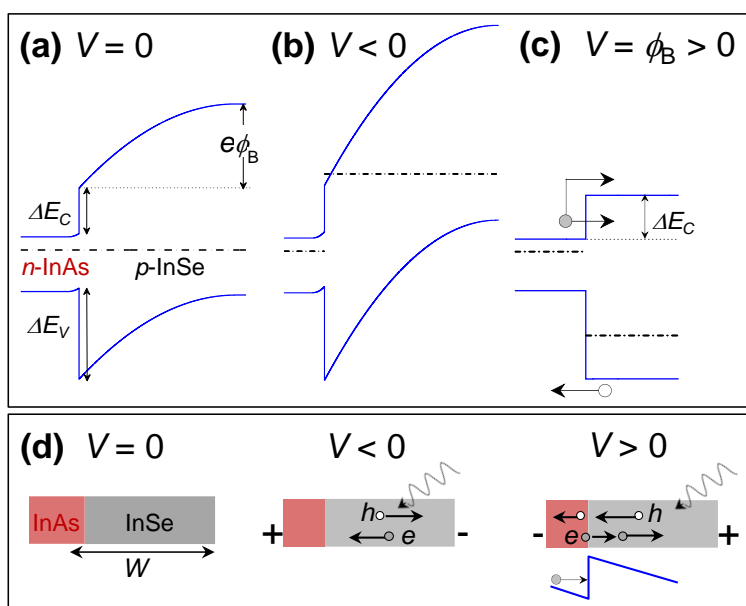 (a) V = 0
(b) V < 0
(c) V = ϕB > 0
eϕB
ΔEC
n-InAs
p-InSe
ΔEV
ΔEC
(d) V = 0
V < 0
V > 0
InAs
InSe
W
+
h
e
-
-
h
e
+